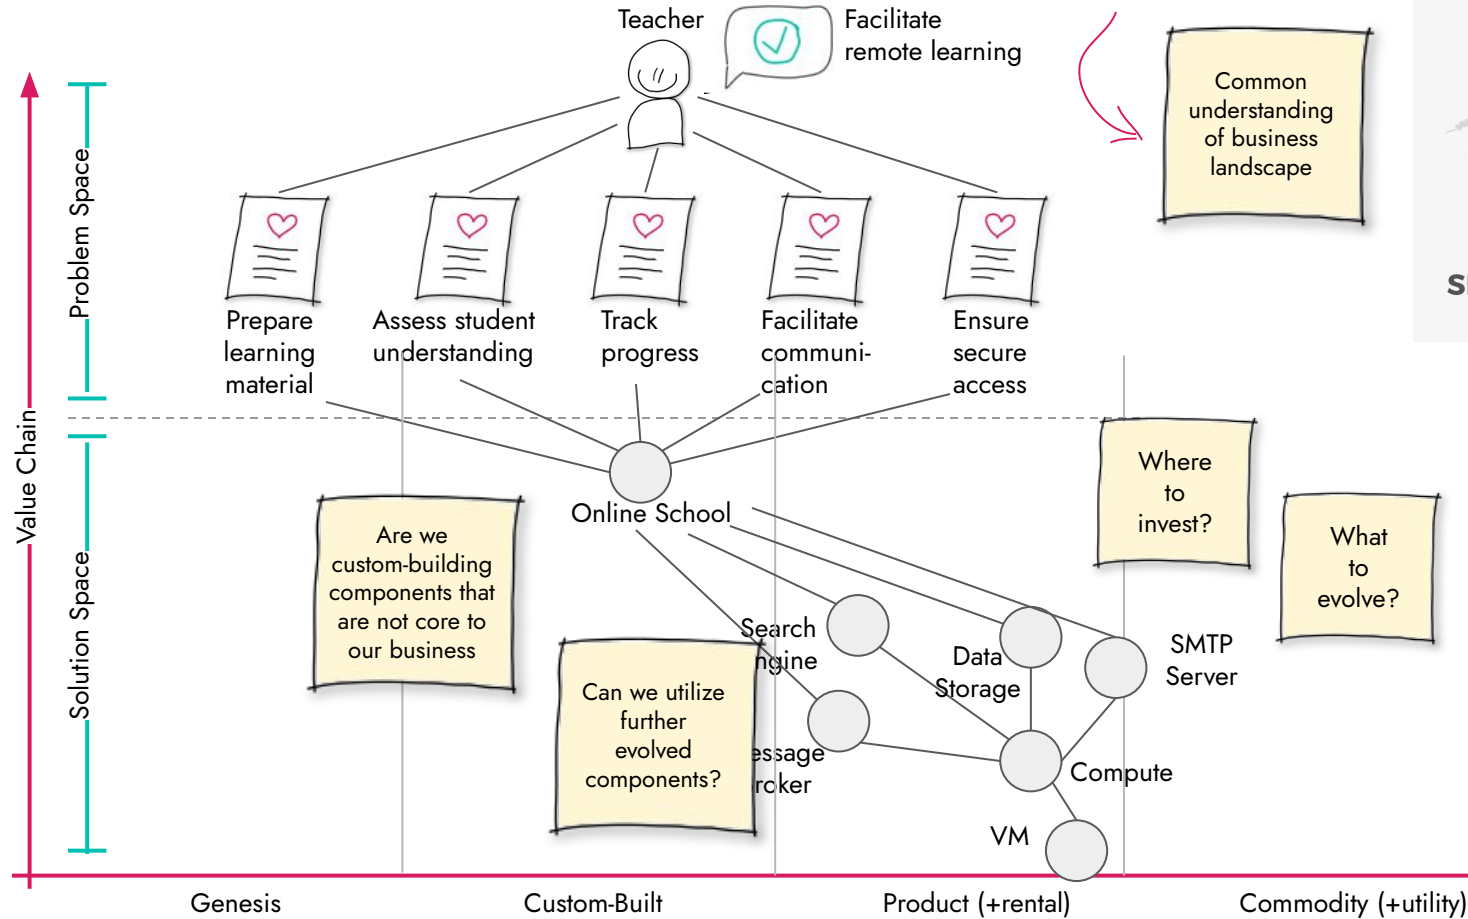 Teacher
Facilitate
remote learning
Common
understanding
of business
landscape
Problem Space
Prepare
learning
material
Assess student
understanding
Track
progress
Facilitate
communi-
cation
Ensure
secure
access
Value Chain
Solution Space
Online School
Where
to
invest?
What
to
evolve?
Are we
custom-building
components that
are not core to
our business
Can we utilize
further
evolved
components?
Search
ngine
Data
Storage
SMTP
Server
essage
roker
Compute
VM
Genesis
Custom-Built
Product (+rental)
Commodity (+utility)